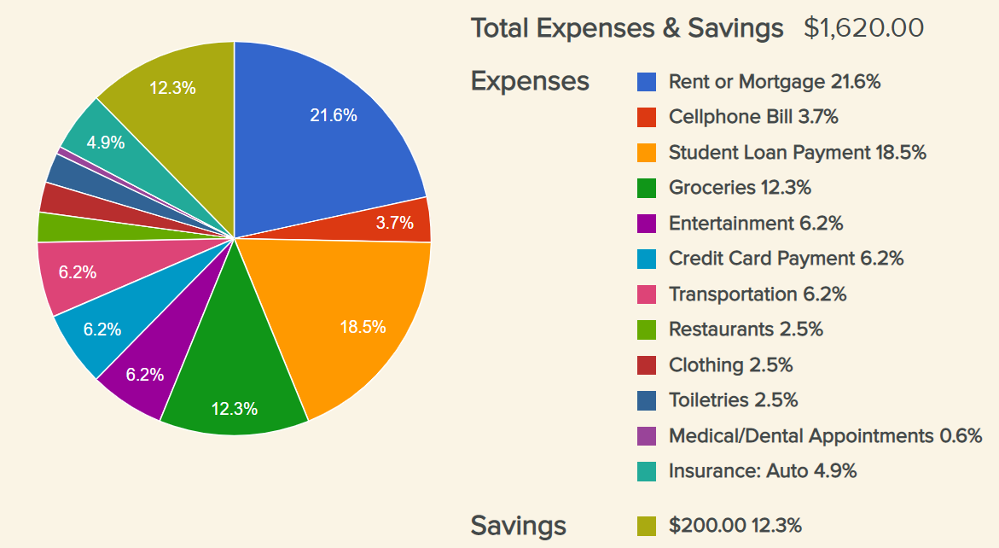 Total Expenses & Savings $1,620.00
Expenses
Rent or Mortgage 21.6%
Cellphone Bill 3.7%
Student Loan Payment 18.5%
Groceries 12.3%
Entertainment 6.2%
Credit Card Payment 6.2%
Transportation 6.2%
Restaurants 2.5%
Clothing 2.5%
Toiletries 2.5%
Medical/Dental Appointments 0.6%
Insurance: Auto 4.9%
Savings
$200.00 12.3%
12.3%
21.6%
4.9%
3.7%
6.2%
18.5%
6.2%
6.2%
12.3%